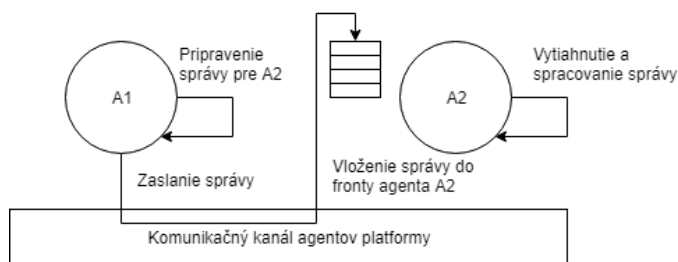 A1
Pripravenie
správy pre A2
A2
Vytiahnutie a
spracovanie správy
Zaslanie správy
Vloženie správy do
fronty agenta A2
Komunikačný kanál agentov platformy